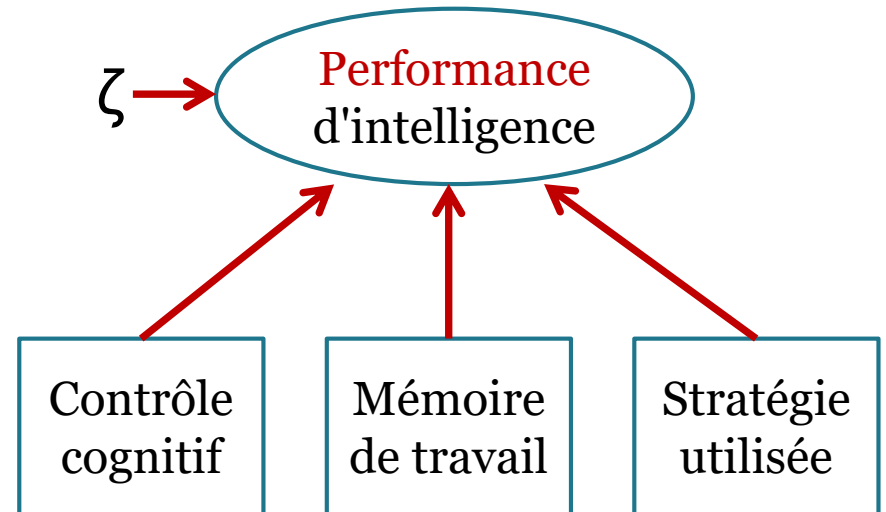 Performance
d'intelligence
ζ
Contrôle
cognitif
Mémoire
de travail
Stratégie
utilisée